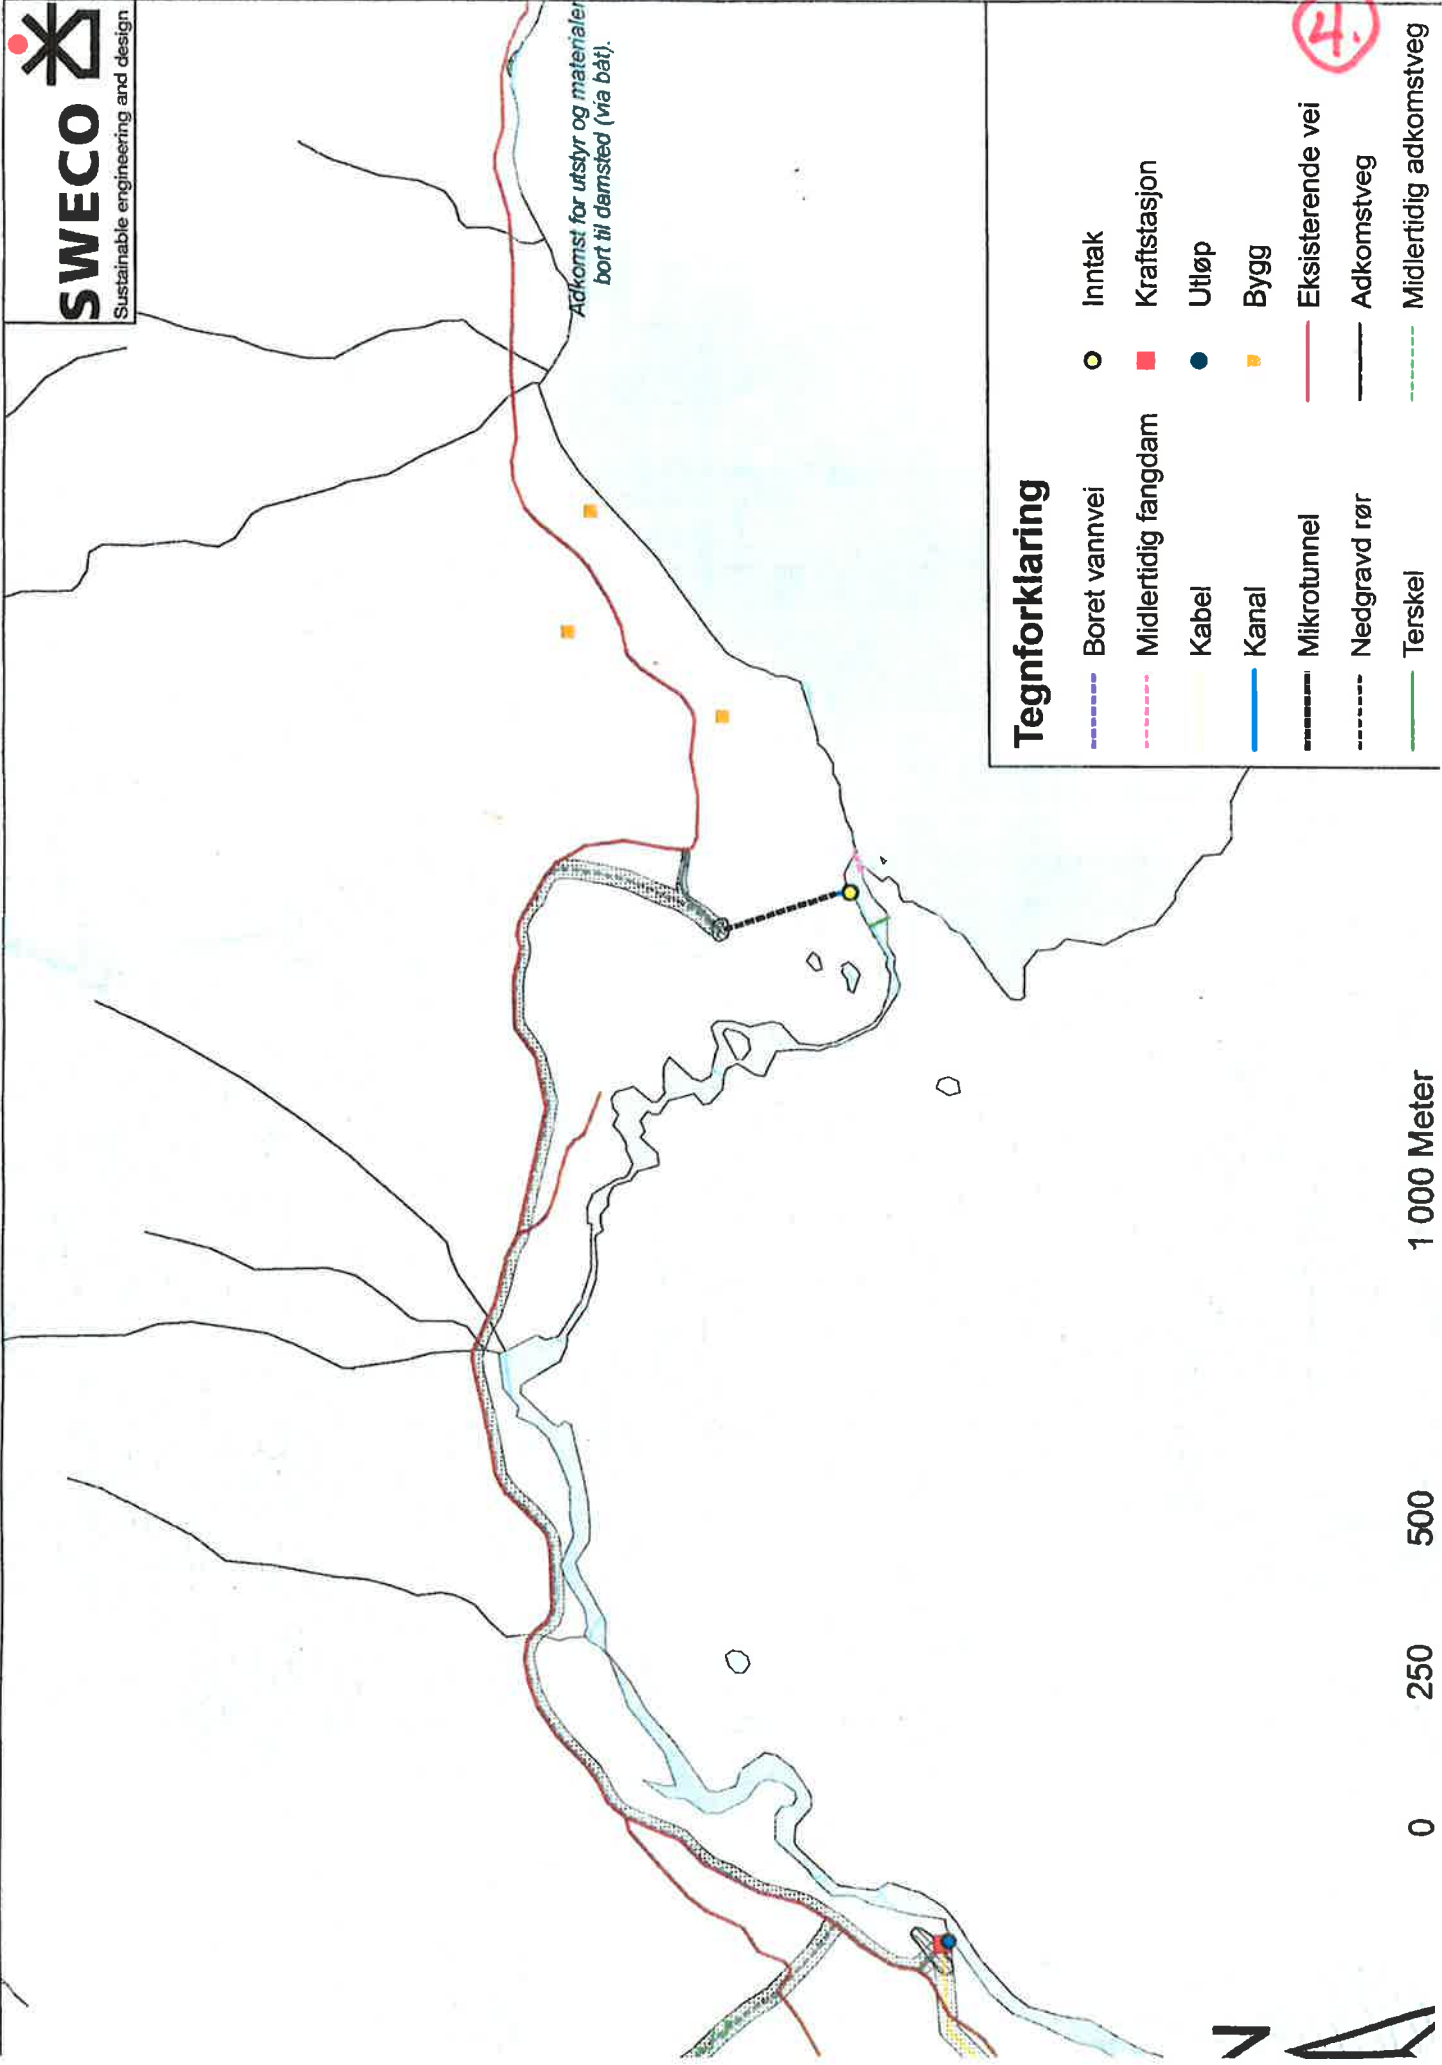 SWECO
Sustainable engineering and design
Adkomst for utstyr og materialer
bort til damsted (via båt).
Tegnforklaring
Boret vannvei
Midlertidig fangdam
Kabel
Kanal
Mikrotunnel
Nedgravd rør
Terskel
Inntak
Kraftstasjon
Utløp
Bygg
Eksisterende vei
Adkomstveg
Midlertidig adkomstveg
4.
0 250 500 1 000 Meter